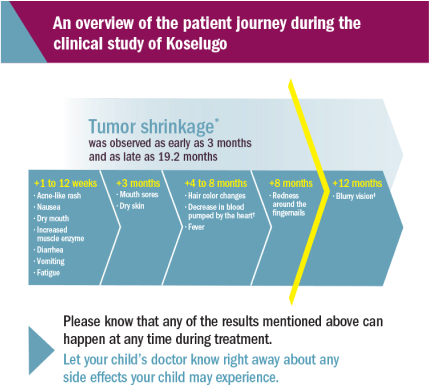 An overview of the patient journey during the
clinical study of Koselugo
Tumor shrinkage*
was observed as early as 3 months
and as late as 19.2 months
+1 to 12 weeks
· Acne-like rash
· Nausea
· Dry mouth
· Increased
muscle enzyme
· Diarrhea
· Vomiting
· Fatigue
+3 months
· Mouth sores
· Dry skin
+4 to 8 months
· Hair color changes
· Decrease in blood
pumped by the heart†
· Fever
+8 months
· Redness
around the
fingernails
+12 months
· Blurry vision‡
Please know that any of the results mentioned above can
happen at any time during treatment.
Let your child's doctor know right away about any
side effects your child may experience.